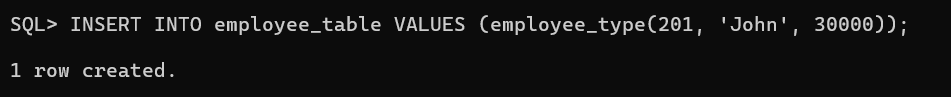 SQL> INSERT INTO employee_table VALUES (employee_type(201, 'John', 30000));
1 row created.